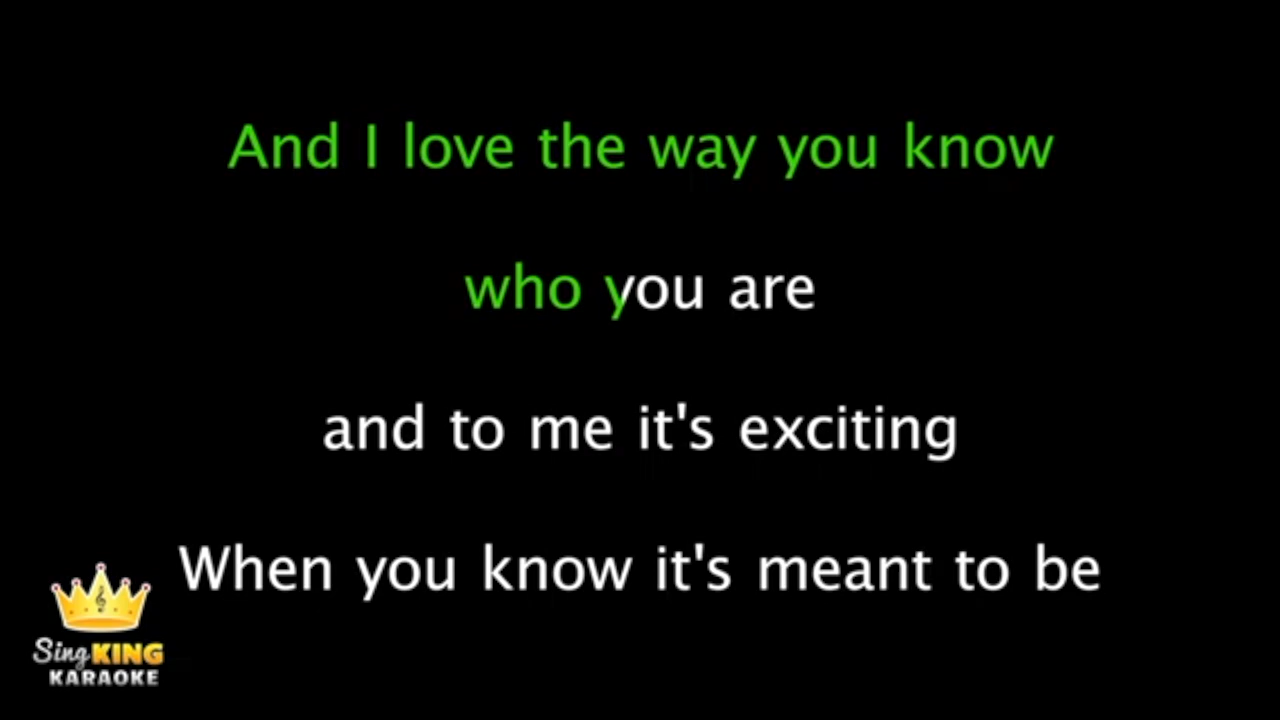 And I love the way you know
who you are
and to me it's exciting
When you know it's meant to be
Sing KING
KARAOKE